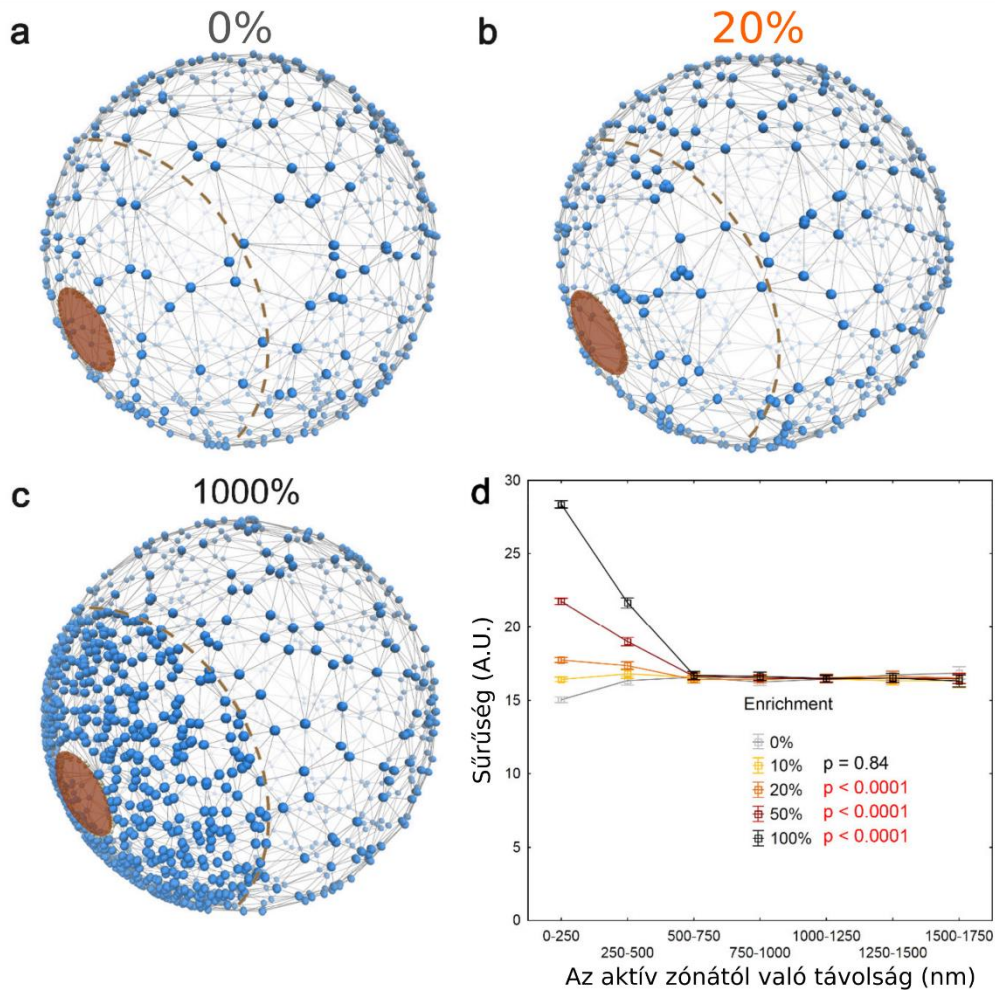 a
0%
b
20%
c
1000%
d
30
25
20
15
10
5
0
Sűrűség (A.U.)
Enrichment
0%
10% p = 0.84
20% p < 0.0001
50% p < 0.0001
100% p < 0.0001
0-250 500-750 1000-1250 1500-1750
250-500 750-1000 1250-1500
Az aktív zónától való távolság (nm)